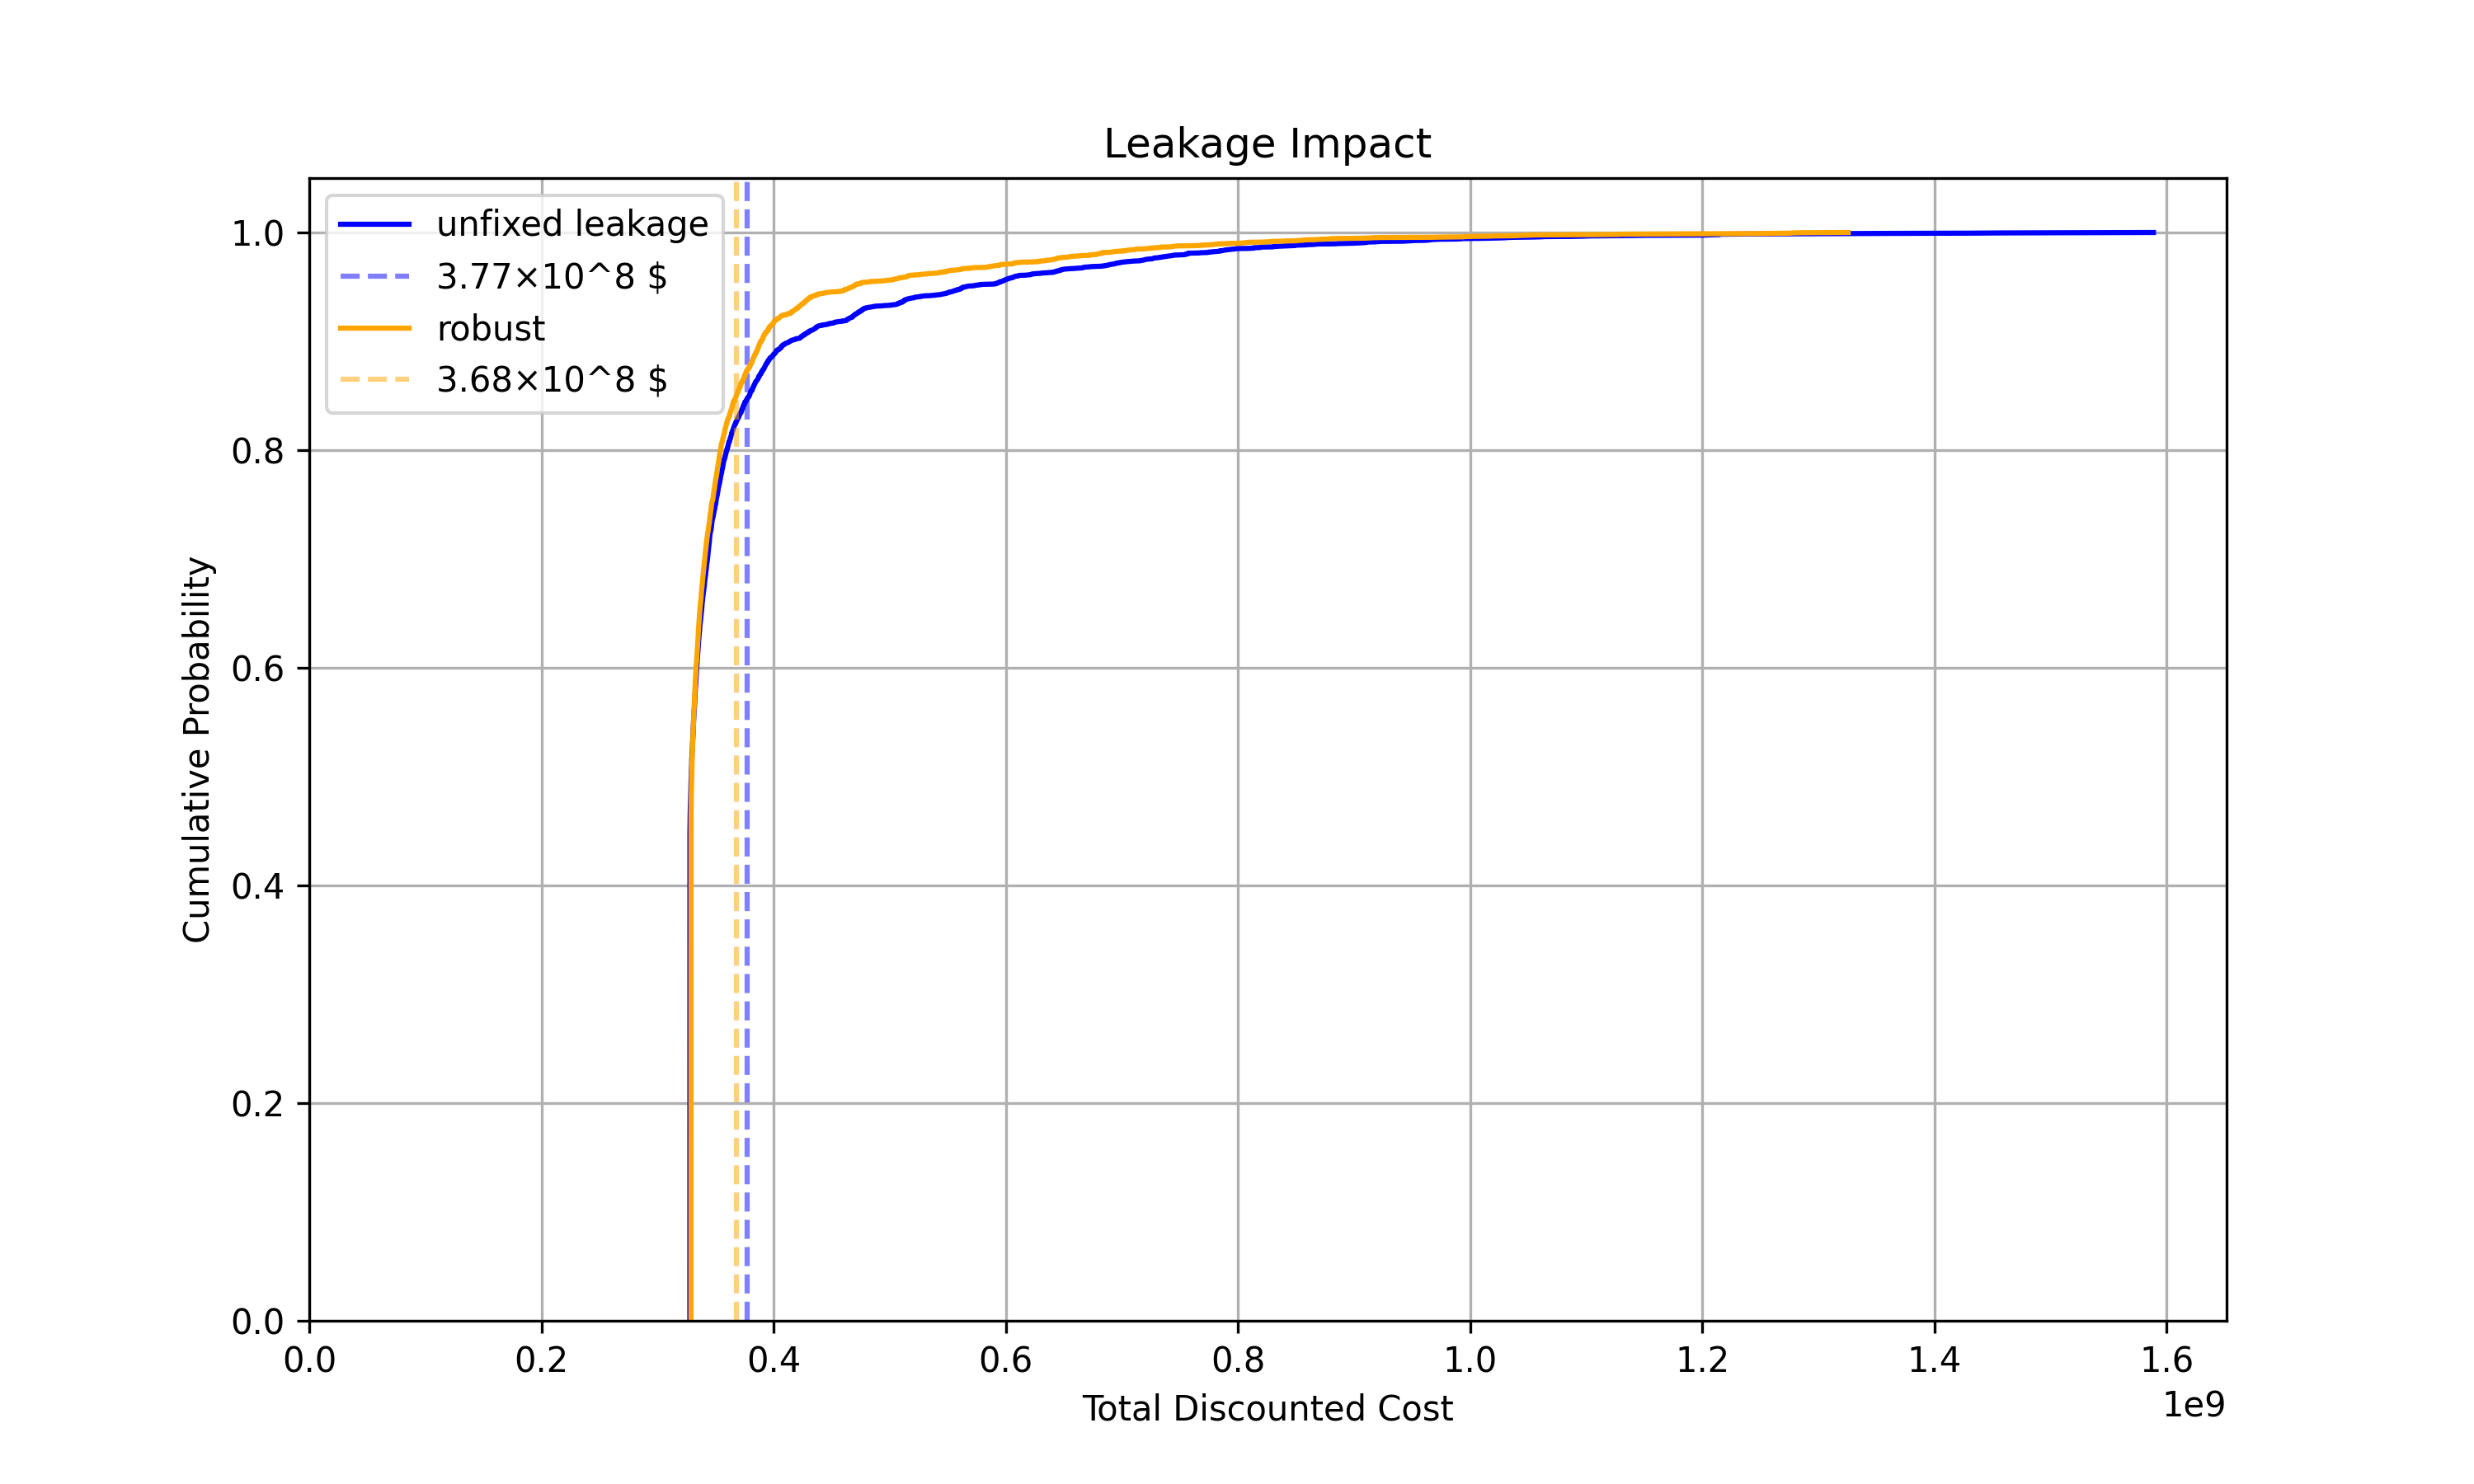 Leakage Impact
unfixed leakage
3.77×10^8 $
robust
3.68×10^8 $
1.0
0.8
0.6
0.4
0.2
0.0
Cumulative Probability
0.0 0.2 0.4 0.6 0.8 1.0 1.2 1.4 1.6
1e9
Total Discounted Cost